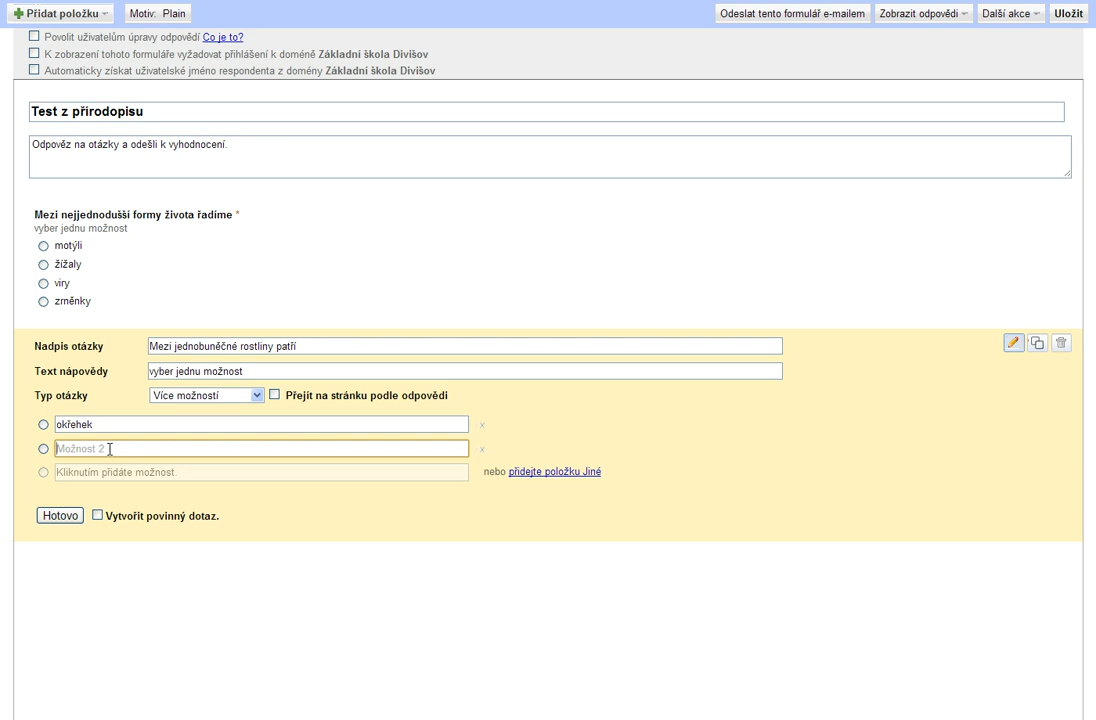 Přidat položku Motiv: Plain Odeslat tento formulář e-mailem Zobrazit odpovědi Další akce Uložit
Povolit uživatelům úpravy odpovědí Co je to?
K zobrazení tohoto formuláře vyžadovat přihlášení k doméně Základní škola Divišov
Automaticky získat uživatelské jméno respondenta z domény Základní škola Divišov
Test z přírodopisu
Odpověz na otázky a odešli k vyhodnocení.
Mezi nejjednodušší formy života řadíme *
vyber jednu možnost
motýli
žížaly
viry
zrněnky
Nadpis otázky Mezi jednobuněčné rostliny patří
Text nápovědy vyber jednu možnost
Typ otázky Více možností Přejít na stránku podle odpovědi
okřehek x
Možnost 2 x
Kliknutím přidáte možnost. nebo přidejte položku Jiné
Hotovo Vytvořit povinný dotaz.